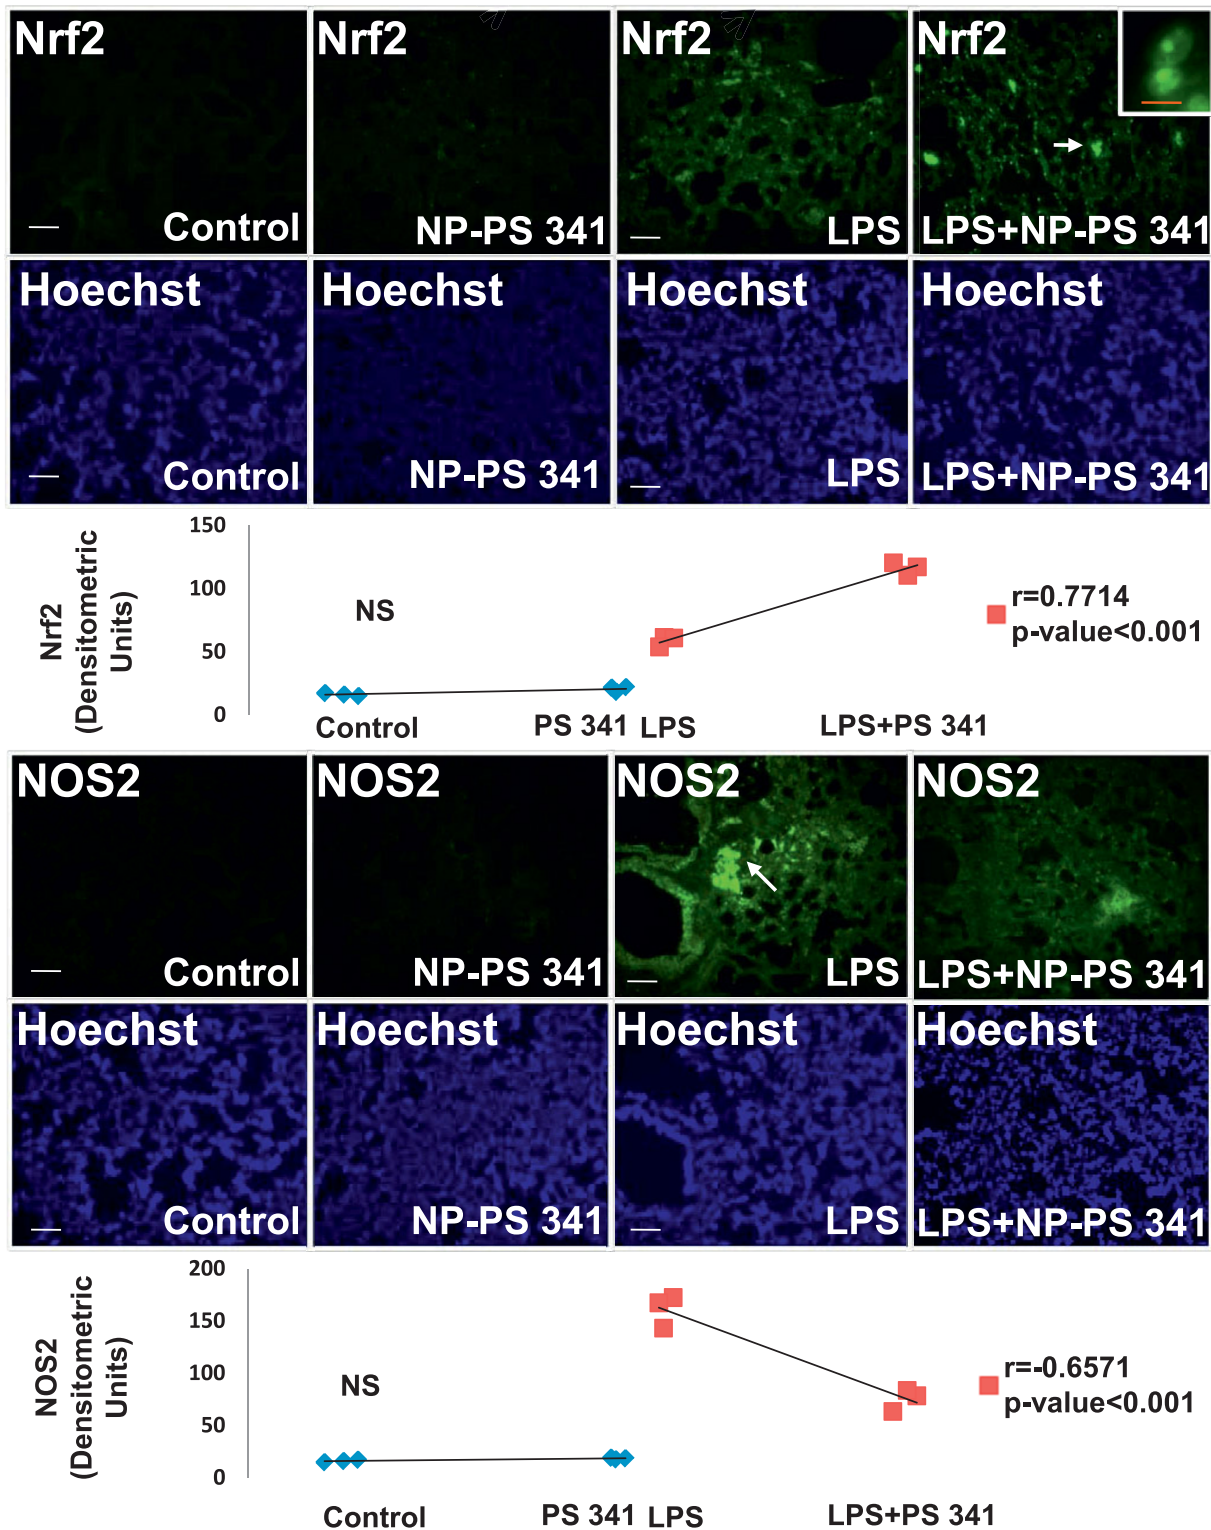 Nrf2 Nrf2 Nrf2 Nrf2
Control NP-PS 341 LPS LPS+NP-PS 341
Hoechst Hoechst Hoechst Hoechst
Control NP-PS 341 LPS LPS+NP-PS 341
Nrf2
(Densitometric
Units)
150
100
50
0
NS
r=0.7714
p-value<0.001
Control PS 341 LPS LPS+PS 341
NOS2 NOS2 NOS2 NOS2
Control NP-PS 341 LPS LPS+NP-PS 341
Hoechst Hoechst Hoechst Hoechst
Control NP-PS 341 LPS LPS+NP-PS 341
NOS2
(Densitometric
Units)
200
150
100
50
0
NS
r=-0.6571
p-value<0.001
Control PS 341 LPS LPS+PS 341